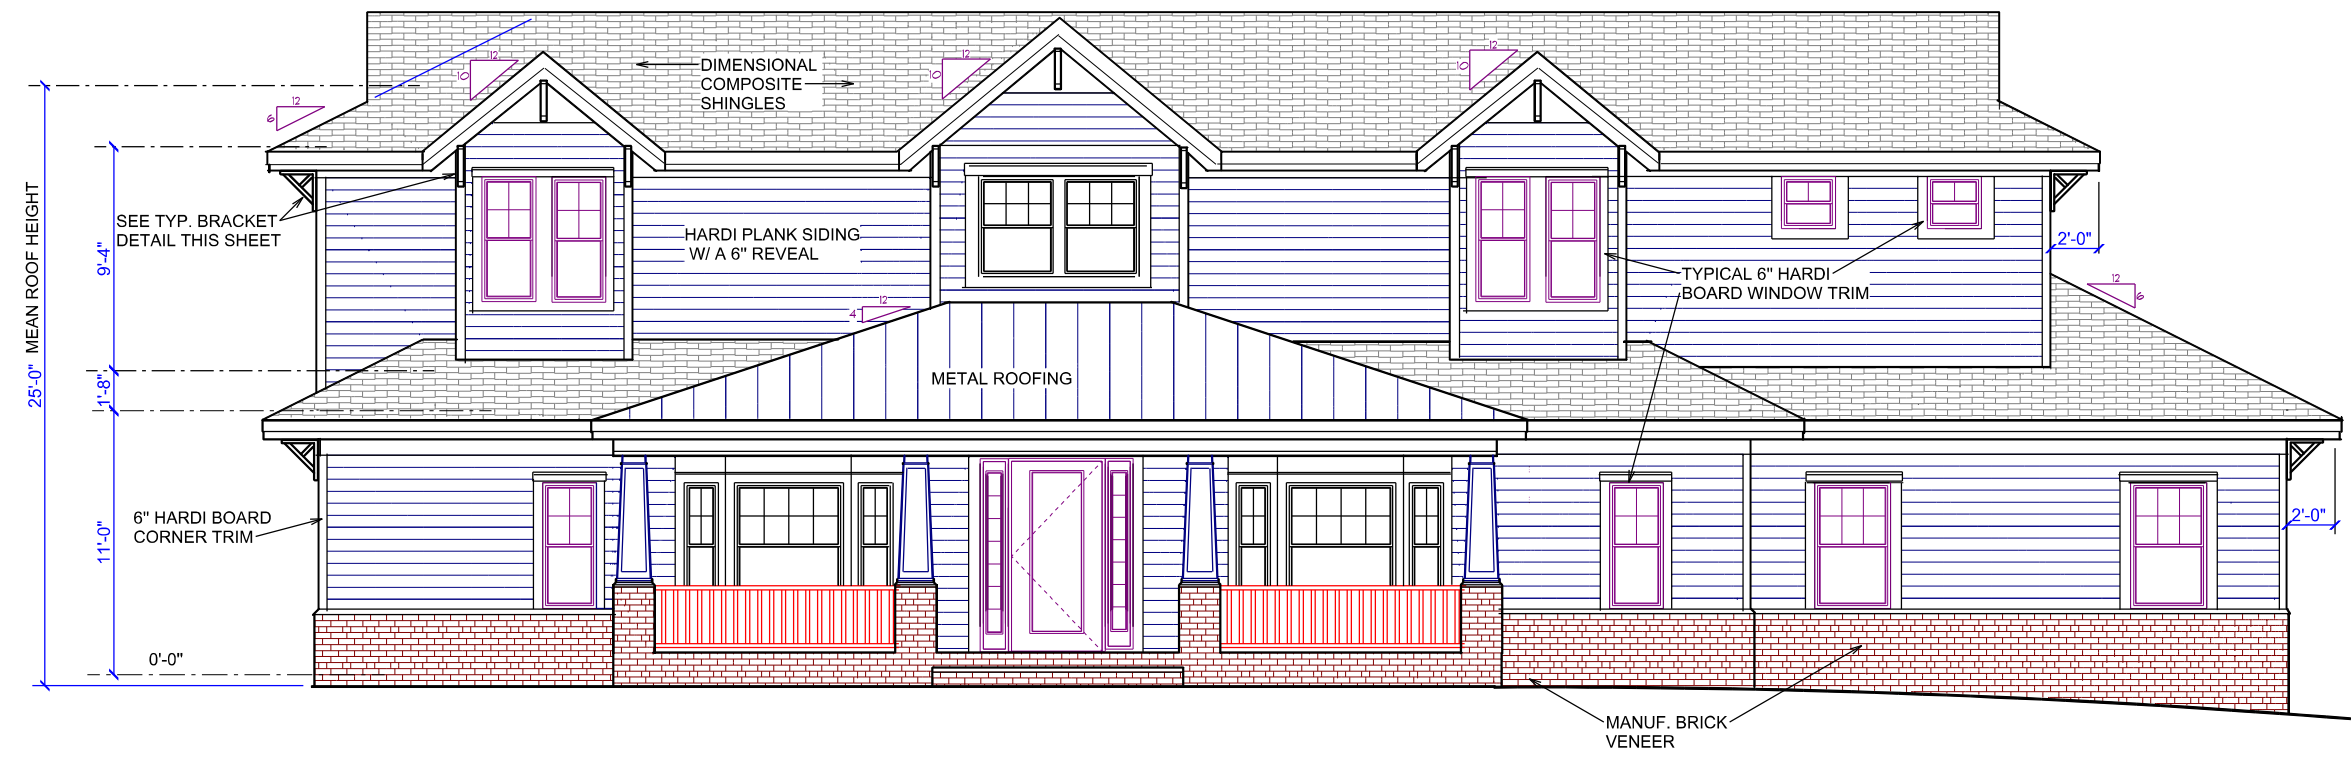 12
10
12
10
12
10
DIMENSIONAL
COMPOSITE
SHINGLES
12
6
25'-0" MEAN ROOF HEIGHT
9'-4"
SEE TYP. BRACKET
DETAIL THIS SHEET
HARDI PLANK SIDING
W/ A 6" REVEAL
2'-0"
TYPICAL 6" HARDI
BOARD WINDOW TRIM
12
6
12
4
1'-8"
METAL ROOFING
6" HARDI BOARD
CORNER TRIM
11'-0"
2'-0"
0'-0"
MANUF. BRICK
VENEER